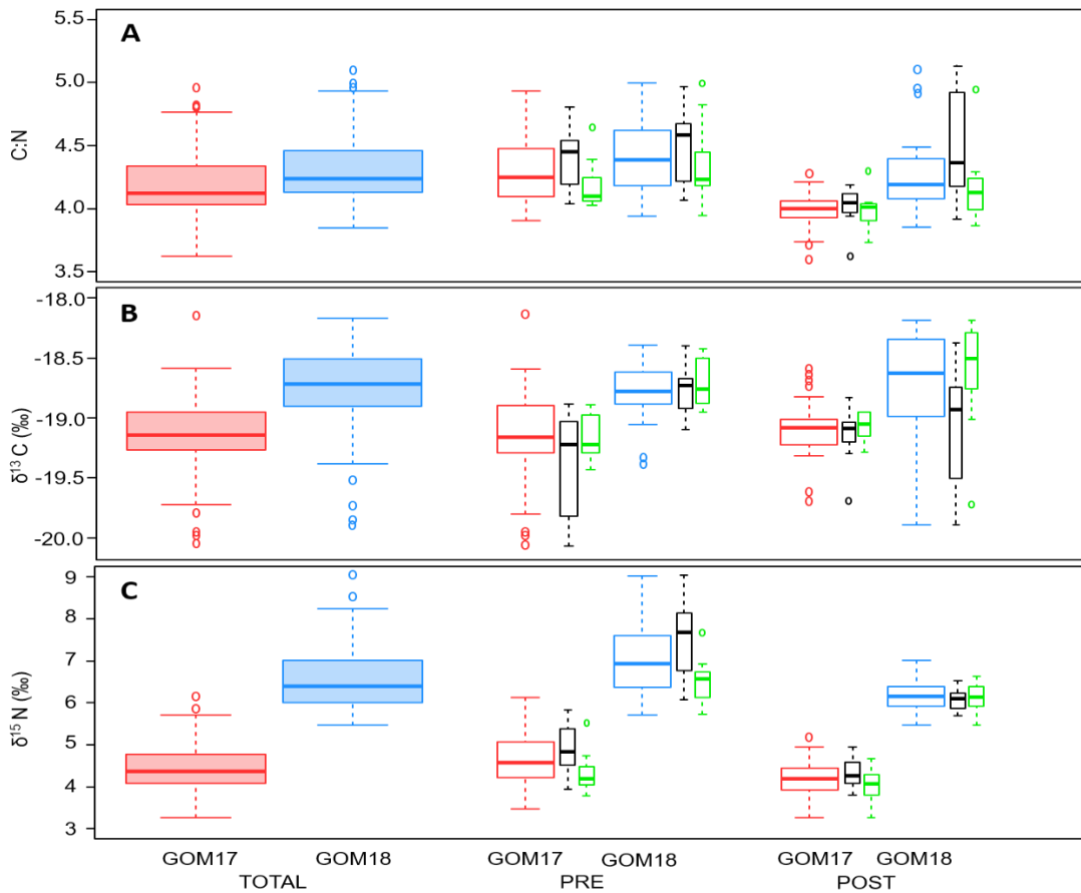 A
C:N
5.5
5.0
4.5
4.0
3.5
B
δ¹³C (‰)
-18.0
-18.5
-19.0
-19.5
-20.0
C
δ¹⁵N (‰)
9
8
7
6
5
4
3
GOM17 GOM18 GOM17 GOM18 GOM17 GOM18
TOTAL PRE POST